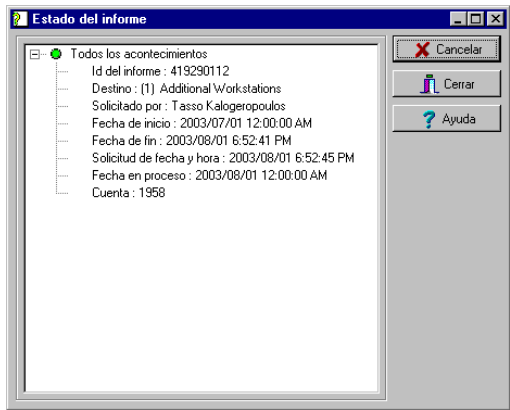 Estado del informe
Todos los acontecimientos
Id del informe : 419290112
Destino : (1) Additional Workstations
Solicitado por : Tasso Kalogeropoulos
Fecha de inicio : 2003/07/01 12:00:00 AM
Fecha de fin : 2003/08/01 6:52:41 PM
Solicitud de fecha y hora : 2003/08/01 6:52:45 PM
Fecha en proceso : 2003/08/01 12:00:00 AM
Cuenta : 1958
Cancelar
Cerrar
Ayuda